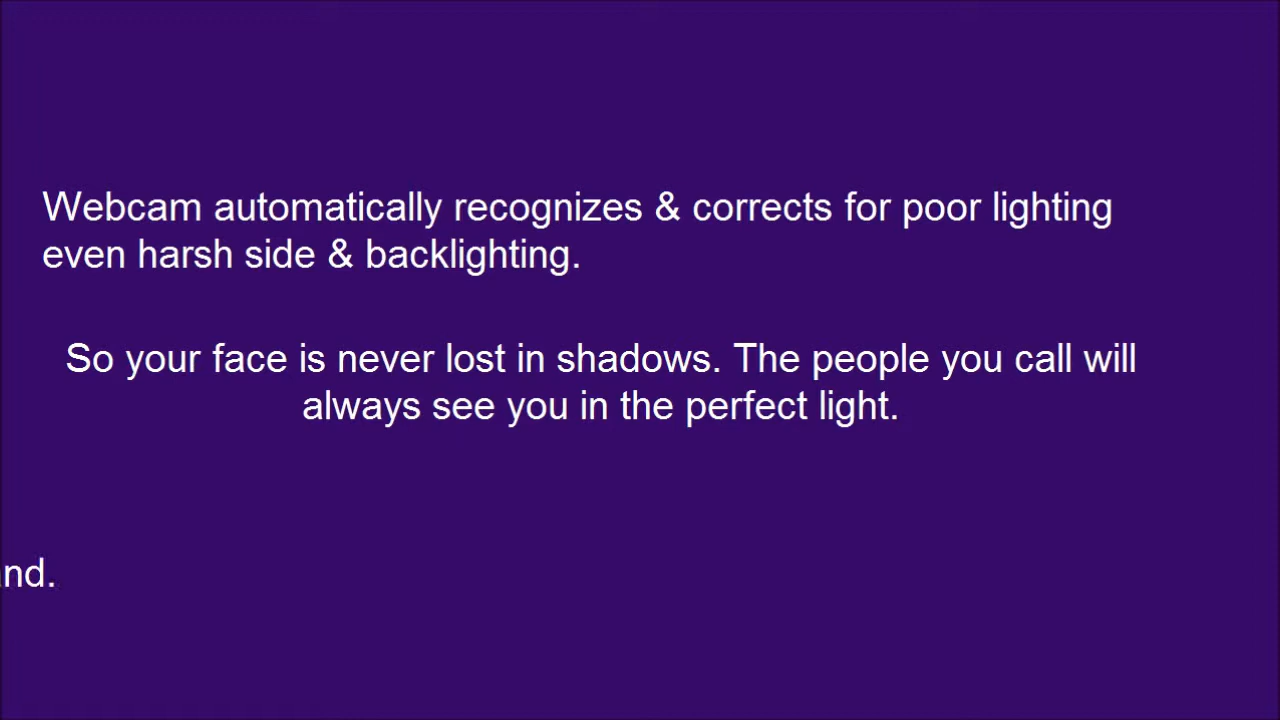 Webcam automatically recognizes & corrects for poor lighting
even harsh side & backlighting.
So your face is never lost in shadows. The people you call will
always see you in the perfect light.